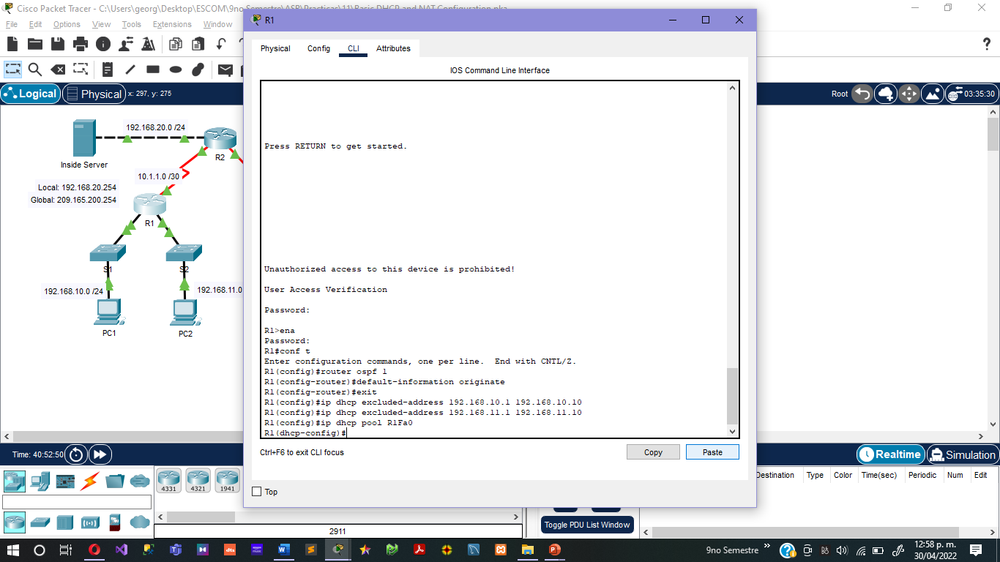 Cisco Packet Tracer - C:\Users\georg\Desktop\ESCOM\9no Semestre\ASR\Practicas\11\Basic DHCP and NAT Configuration.pka
File Edit Options View Tools Extensions Window
R1
Physical Config CLI Attributes
IOS Command Line Interface
Logical Physical x: 297, y: 275
Root 03:35:30
Press RETURN to get started.
Unauthorized access to this device is prohibited!
User Access Verification
Password:
R1>ena
Password:
R1#conf t
Enter configuration commands, one per line.  End with CNTL/Z.
R1(config)#router ospf 1
R1(config-router)#default-information originate
R1(config-router)#exit
R1(config)#ip dhcp excluded-address 192.168.10.1 192.168.10.10
R1(config)#ip dhcp excluded-address 192.168.11.1 192.168.11.10
R1(config)#ip dhcp pool R1Fa0
R1(dhcp-config)#
Ctrl+F6 to exit CLI focus
Copy Paste
Top
192.168.20.0 /24
Inside Server
R2
10.1.1.0 /30
Local: 192.168.20.254
Global: 209.165.200.254
R1
S1 S2
192.168.10.0 /24
192.168.11.0
PC1 PC2
Time: 40:52:50
Realtime Simulation
4331 4321 1941
2911
Destination Type Color Time(sec) Periodic Num Edit
Toggle PDU List Window
9no Semestre
12:58 p. m.
30/04/2022